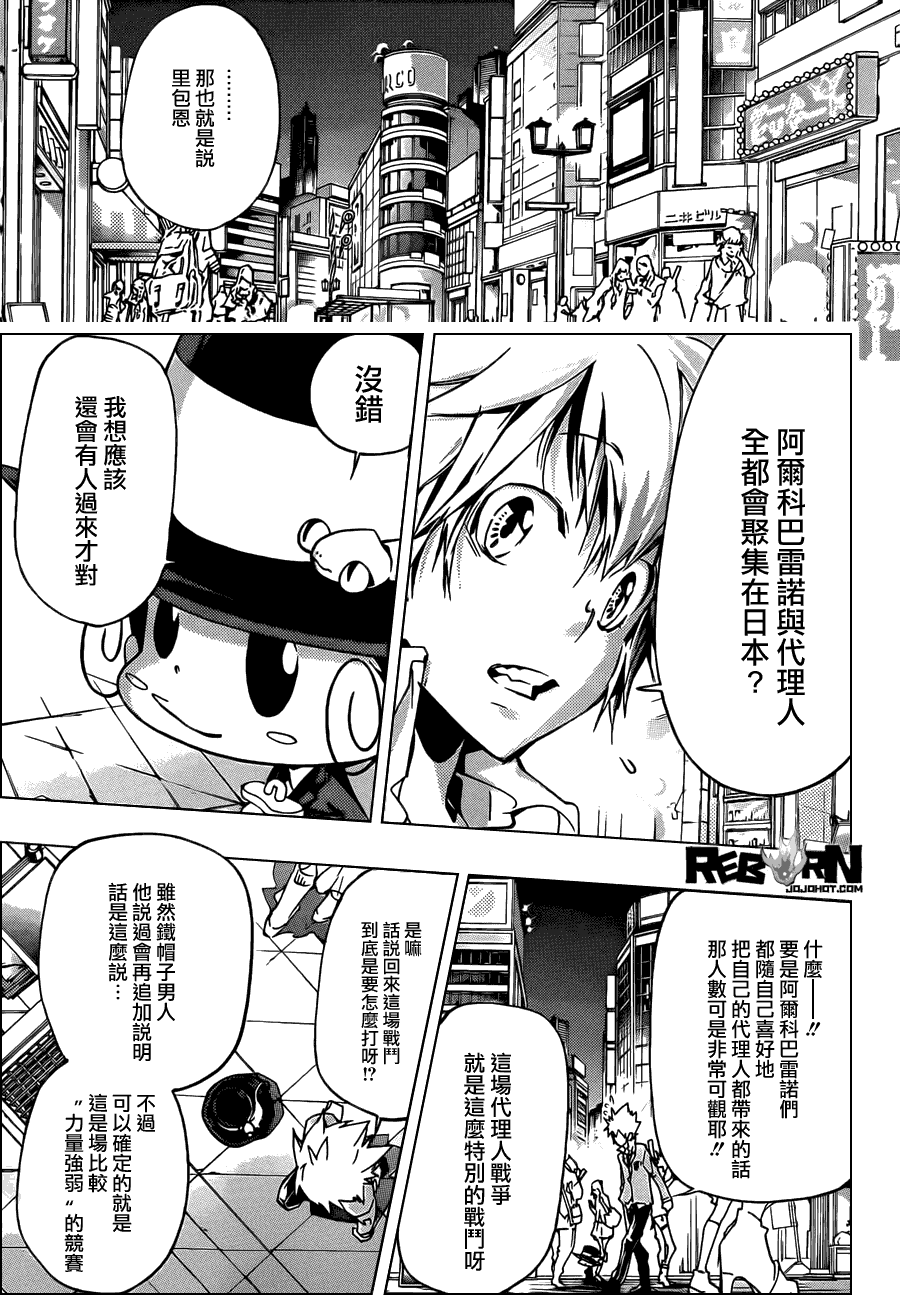 ………
那也就是說
里包恩
RCO
二井ビル
阿爾科巴雷諾與代理人
全都會聚集在日本？
沒錯
我想應該
還會有人過來才對
REBORN
JOJOHOT.COM
什麼——!!
要是阿爾科巴雷諾們
都隨自己喜好地
把自己的代理人都帶來的話
那人數可是非常可觀耶!!
這場代理人戰爭
就是這麼特別的戰鬥呀
是嘛
話說回來這場戰鬥
到底是要怎麼打呀!?
雖然鐵帽子男人
他說過會再追加說明
話是這麼說…
不過
可以確定的就是
這是場比較
〝力量強弱〞的競賽